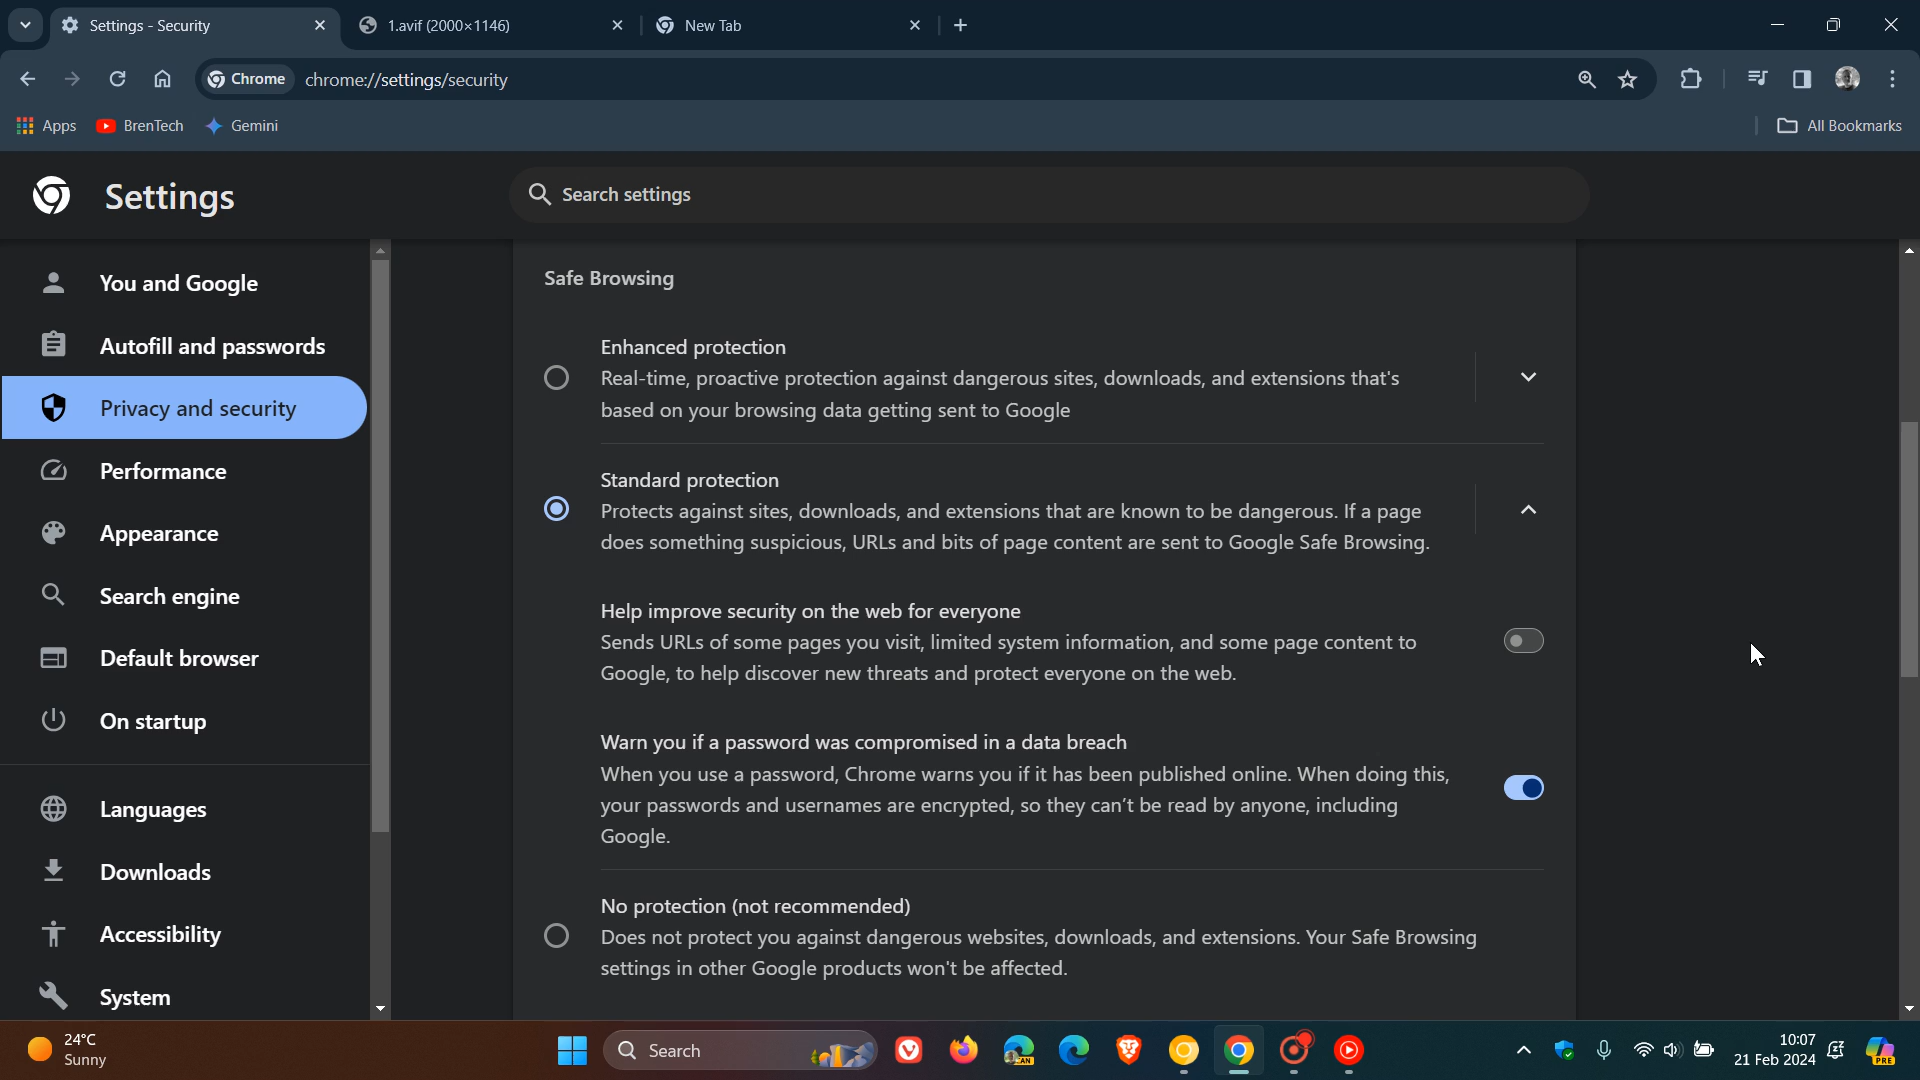 Settings - Security
1.avif (2000×1146)
New Tab
Chrome
chrome://settings/security
Apps
BrenTech
Gemini
All Bookmarks
Settings
Search settings
You and Google
Autofill and passwords
Privacy and security
Performance
Appearance
Search engine
Default browser
On startup
Languages
Downloads
Accessibility
System
Safe Browsing
Enhanced protection
Real-time, proactive protection against dangerous sites, downloads, and extensions that's
based on your browsing data getting sent to Google
Standard protection
Protects against sites, downloads, and extensions that are known to be dangerous. If a page
does something suspicious, URLs and bits of page content are sent to Google Safe Browsing.
Help improve security on the web for everyone
Sends URLs of some pages you visit, limited system information, and some page content to
Google, to help discover new threats and protect everyone on the web.
Warn you if a password was compromised in a data breach
When you use a password, Chrome warns you if it has been published online. When doing this,
your passwords and usernames are encrypted, so they can't be read by anyone, including
Google.
No protection (not recommended)
Does not protect you against dangerous websites, downloads, and extensions. Your Safe Browsing
settings in other Google products won't be affected.
24°C
Sunny
Search
CAN
10:07
21 Feb 2024
PRE